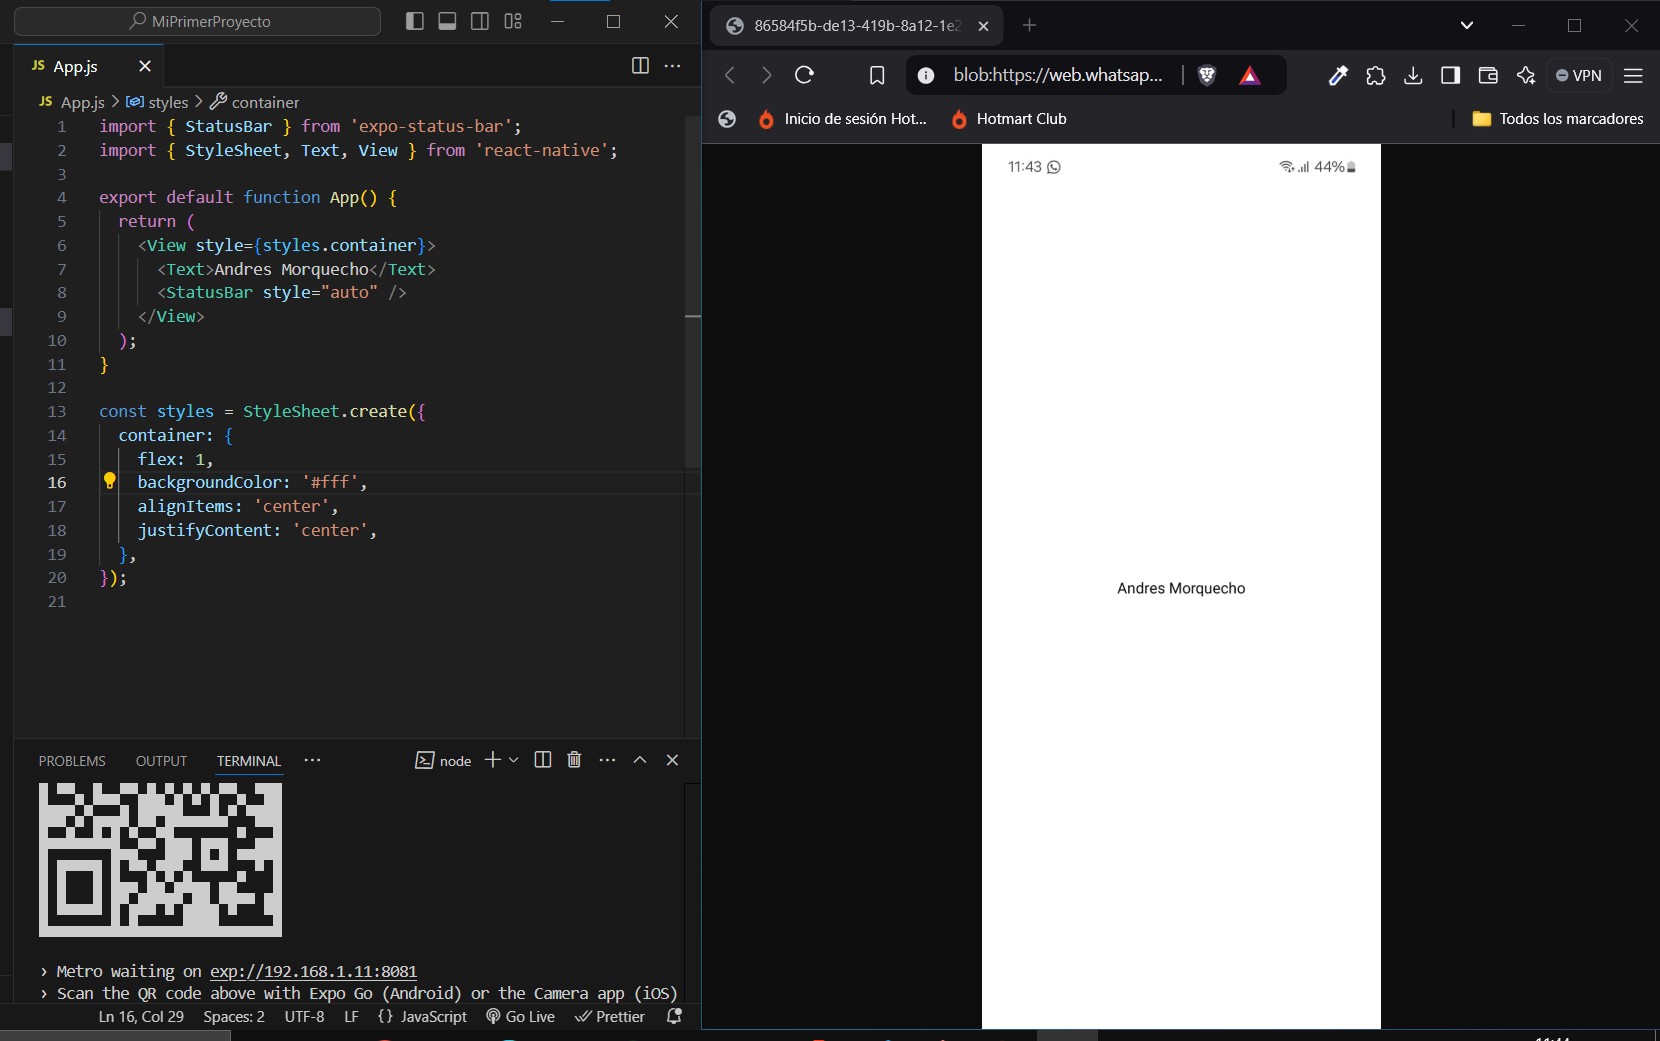 MiPrimerProyecto
JS App.js
JS App.js > styles > container
1 import { StatusBar } from 'expo-status-bar';
2 import { StyleSheet, Text, View } from 'react-native';
3
4 export default function App() {
5 return (
6 <View style={styles.container}>
7 <Text>Andres Morquecho</Text>
8 <StatusBar style="auto" />
9 </View>
10 );
11 }
12
13 const styles = StyleSheet.create({
14 container: {
15 flex: 1,
16 backgroundColor: '#fff',
17 alignItems: 'center',
18 justifyContent: 'center',
19 },
20 });
21
PROBLEMS OUTPUT TERMINAL ··· node
› Metro waiting on exp://192.168.1.11:8081
› Scan the QR code above with Expo Go (Android) or the Camera app (iOS)
Ln 16, Col 29 Spaces: 2 UTF-8 LF {} JavaScript Go Live Prettier
86584f5b-de13-419b-8a12-1e2
blob:https://web.whatsap... VPN
Inicio de sesión Hot... Hotmart Club Todos los marcadores
11:43 44%
Andres Morquecho